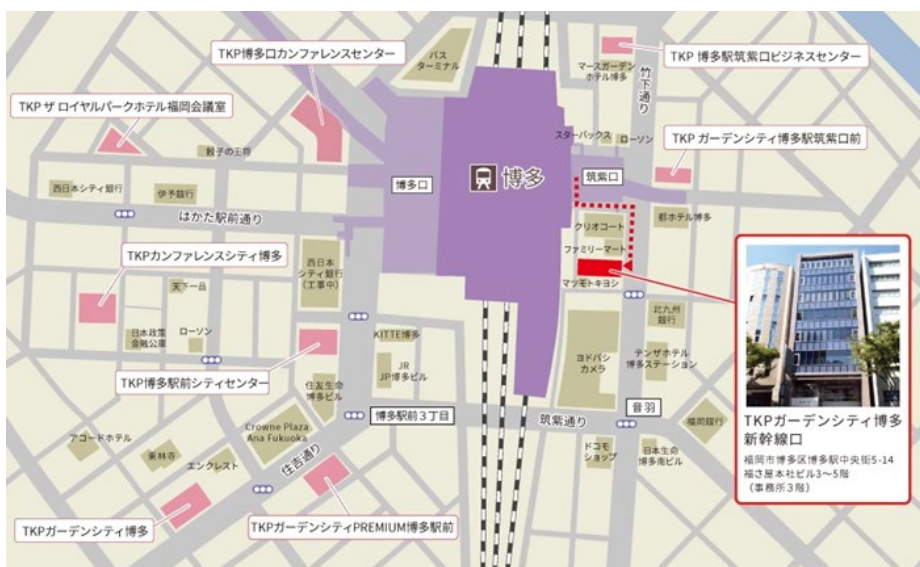 TKP博多口カンファレンスセンター
バス
ターミナル
TKP 博多駅筑紫口ビジネスセンター
マースガーデン
ホテル博多
竹下通り
TKP ザ ロイヤルパークホテル福岡会議室
餃子の王将
スターバックス
ローソン
TKP ガーデンシティ博多駅筑紫口前
西日本シティ銀行
伊予銀行
博多口
博多
筑紫口
はかた駅前通り
クリオコート
都ホテル博多
ファミリーマート
マツモトキヨシ
TKPカンファレンスシティ博多
西日本
シティ銀行
(工事中)
天下一品
日本政策
金融公庫
ローソン
KITTE博多
北九州
銀行
JR
JP博多ビル
ヨドバシ
カメラ
デンザホテル
博多ステーション
TKP博多駅前シティセンター
住友生命
博多ビル
博多駅前3丁目
筑紫通り
音羽
福岡銀行
Crowne Plaza
Ana Fukuoka
住吉通り
アコードホテル
東林寺
エンクレスト
ドコモ
ショップ
日本生命
博多南ビル
TKPガーデンシティ博多
TKPガーデンシティPREMIUM博多駅前
TKPガーデンシティ博多
新幹線口
福岡市博多区博多駅中央街5-14
福さ屋本社ビル3〜5階
(事務所3階)